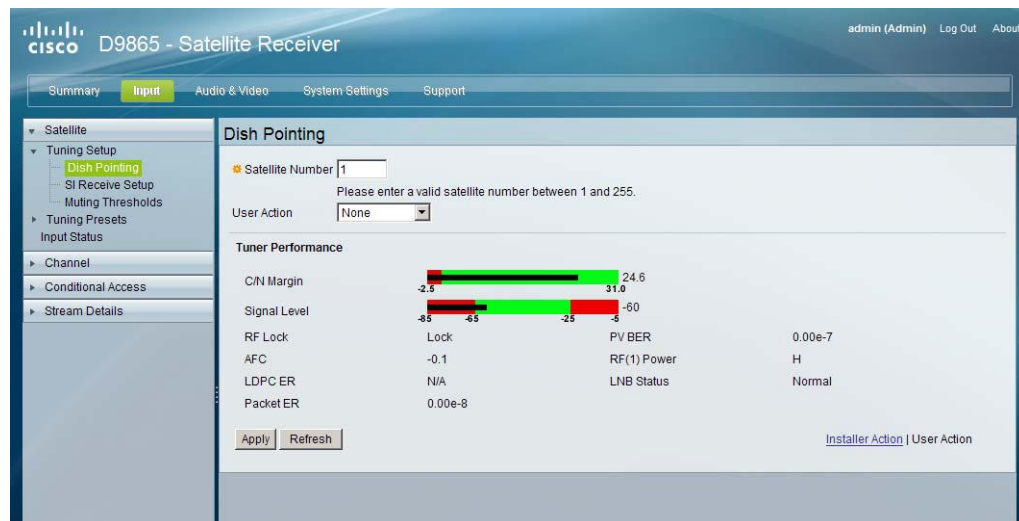 CISCO D9865 - Satellite Receiver
admin (Admin) Log Out About
Summary Input Audio & Video System Settings Support
Satellite
Tuning Setup
Dish Pointing
SI Receive Setup
Muting Thresholds
Tuning Presets
Input Status
Channel
Conditional Access
Stream Details
Dish Pointing
Satellite Number 1
Please enter a valid satellite number between 1 and 255.
User Action None
Tuner Performance
C/N Margin 24.6
-2.5 31.0
Signal Level -60
-85 -65 -25 -5
RF Lock Lock PV BER 0.00e-7
AFC -0.1 RF(1) Power H
LDPC ER N/A LNB Status Normal
Packet ER 0.00e-8
Apply Refresh Installer Action | User Action